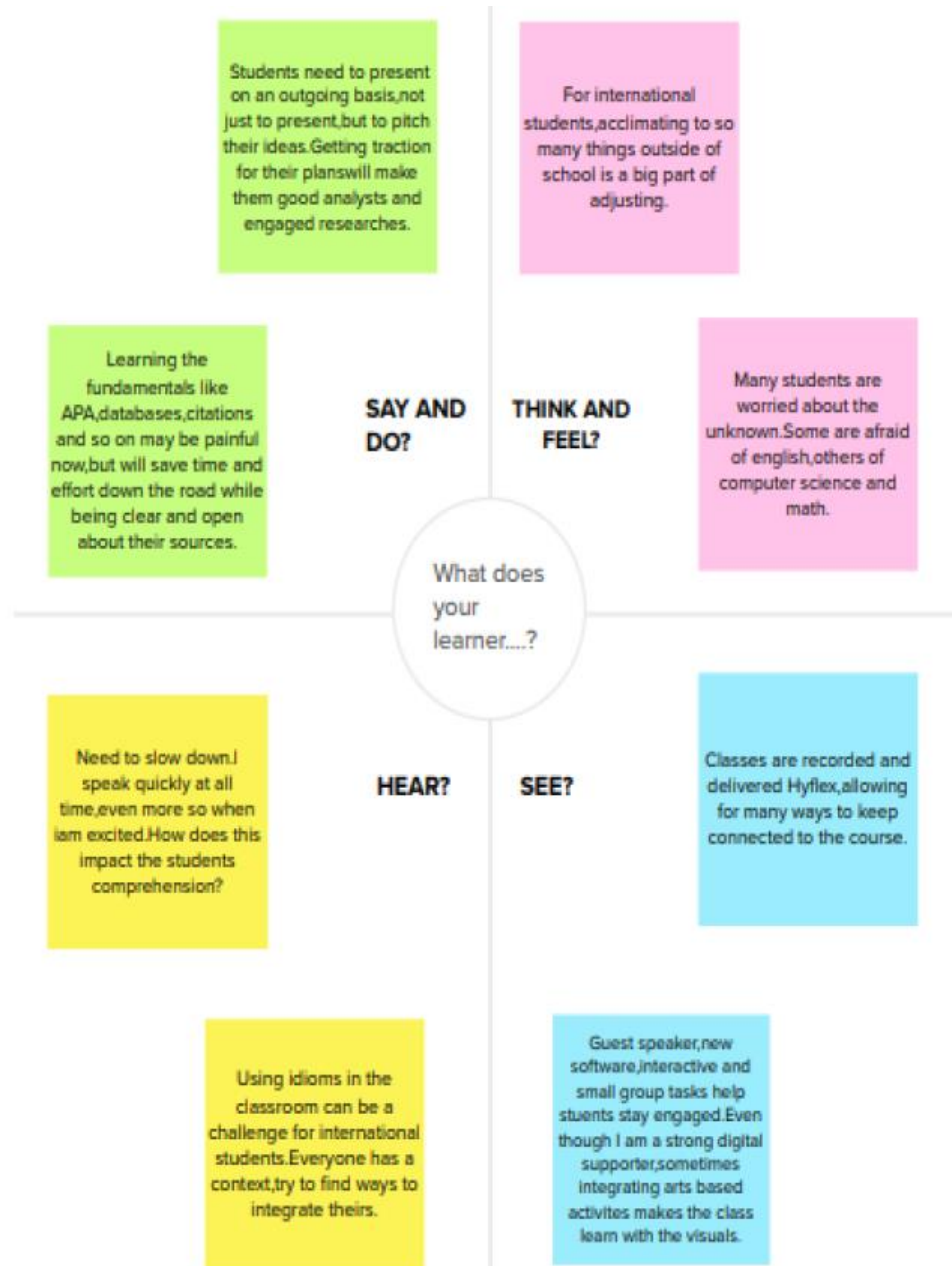 Students need to present
on an outgoing basis,not
just to present,but to pitch
their ideas.Getting traction
for their planswill make
them good analysts and
engaged researches.
For international
students,acclimating to so
many things outside of
school is a big part of
adjusting.
Learning the
fundamentals like
APA,databases,citations
and so on may be painful
now,but will save time and
effort down the road while
being clear and open
about their sources.
SAY AND
DO?
THINK AND
FEEL?
Many students are
worried about the
unknown.Some are afraid
of english,others of
computer science and
math.
What does
your
learner....?
Need to slow down.I
speak quickly at all
time,even more so when
iam excited.How does this
impact the students
comprehension?
HEAR?
SEE?
Classes are recorded and
delivered Hyflex,allowing
for many ways to keep
connected to the course.
Using idioms in the
classroom can be a
challenge for international
students.Everyone has a
context,try to find ways to
integrate theirs.
Guest speaker,new
software,interactive and
small group tasks help
stuents stay engaged.Even
though I am a strong digital
supporter,sometimes
integrating arts based
activites makes the class
learn with the visuals.